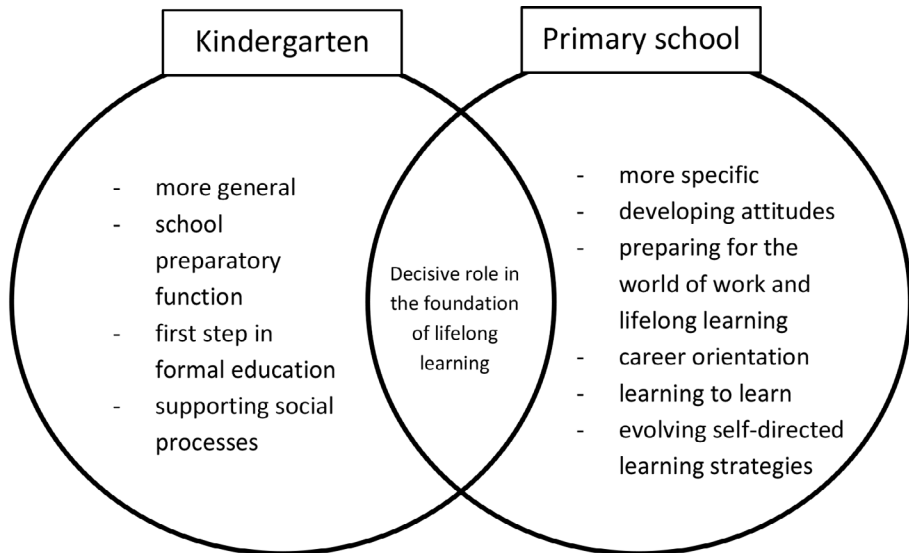 Kindergarten
Primary school
- more general
- school
preparatory
function
- first step in
formal education
- supporting social
processes
Decisive role in
the foundation
of lifelong
learning
- more specific
- developing attitudes
- preparing for the
world of work and
lifelong learning
- career orientation
- learning to learn
- evolving self-directed
learning strategies